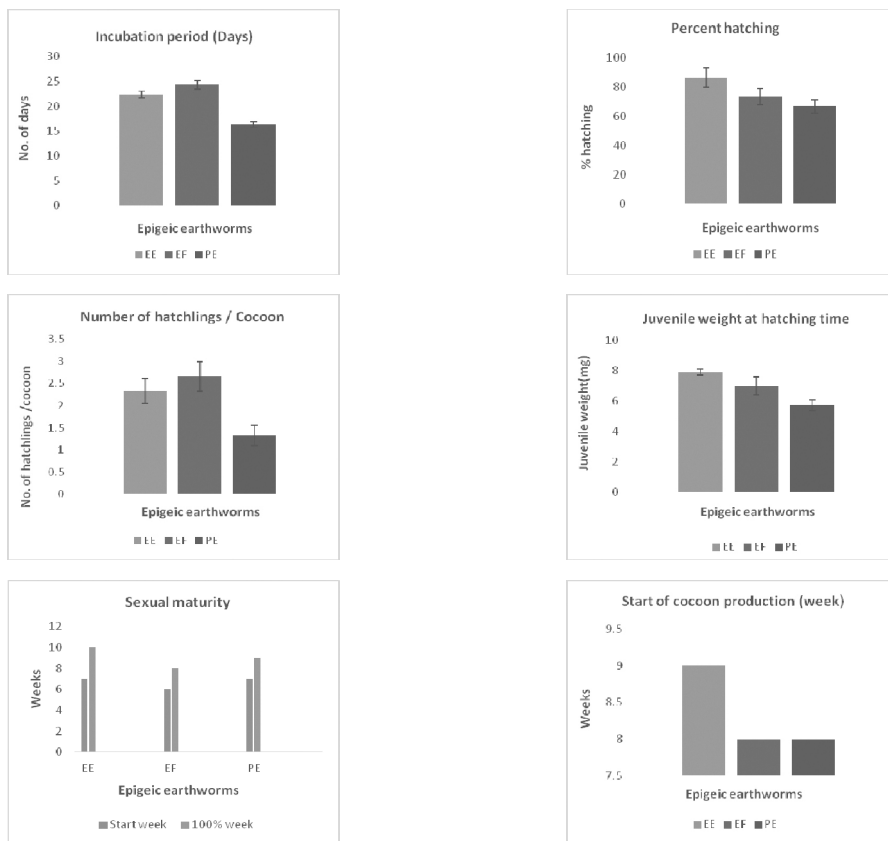 Incubation period (Days)
No. of days
30
25
20
15
10
5
0
Epigeic earthworms
EE EF PE
Percent hatching
% hatching
100
80
60
40
20
0
Epigeic earthworms
EE EF PE
Number of hatchlings / Cocoon
No. of hatchlings /cocoon
3.5
3
2.5
2
1.5
1
0.5
0
Epigeic earthworms
EE EF PE
Juvenile weight at hatching time
Juvenile weight(mg)
10
8
6
4
2
0
Epigeic earthworms
EE EF PE
Sexual maturity
Weeks
12
10
8
6
4
2
0
EE EF PE
Epigeic earthworms
Start week 100% week
Start of cocoon production (week)
Weeks
9.5
9
8.5
8
7.5
Epigeic earthworms
EE EF PE